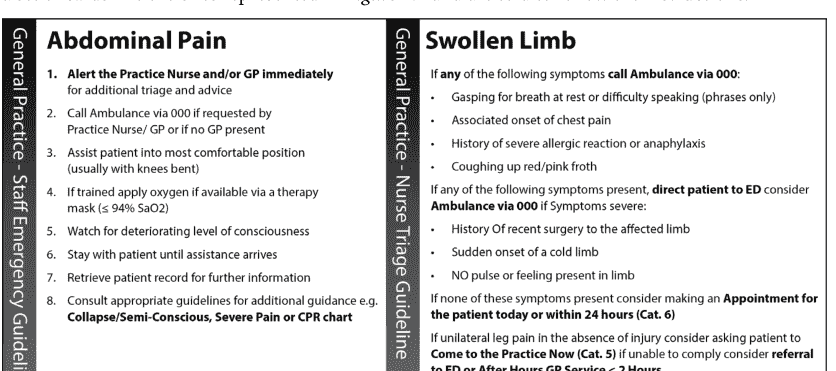 General Practice - Staff Emergency Guideli
Abdominal Pain
1. Alert the Practice Nurse and/or GP immediately
for additional triage and advice
2. Call Ambulance via 000 if requested by
Practice Nurse/ GP or if no GP present
3. Assist patient into most comfortable position
(usually with knees bent)
4. If trained apply oxygen if available via a therapy
mask (≤ 94% SaO2)
5. Watch for deteriorating level of consciousness
6. Stay with patient until assistance arrives
7. Retrieve patient record for further information
8. Consult appropriate guidelines for additional guidance e.g.
Collapse/Semi-Conscious, Severe Pain or CPR chart
General Practice - Nurse Triage Guideline
Swollen Limb
If any of the following symptoms call Ambulance via 000:
• Gasping for breath at rest or difficulty speaking (phrases only)
• Associated onset of chest pain
• History of severe allergic reaction or anaphylaxis
• Coughing up red/pink froth
If any of the following symptoms present, direct patient to ED consider
Ambulance via 000 if Symptoms severe:
• History Of recent surgery to the affected limb
• Sudden onset of a cold limb
• NO pulse or feeling present in limb
If none of these symptoms present consider making an Appointment for
the patient today or within 24 hours (Cat. 6)
If unilateral leg pain in the absence of injury consider asking patient to
Come to the Practice Now (Cat. 5) if unable to comply consider referral
to ED or After Hours GP Service < 2 Hours